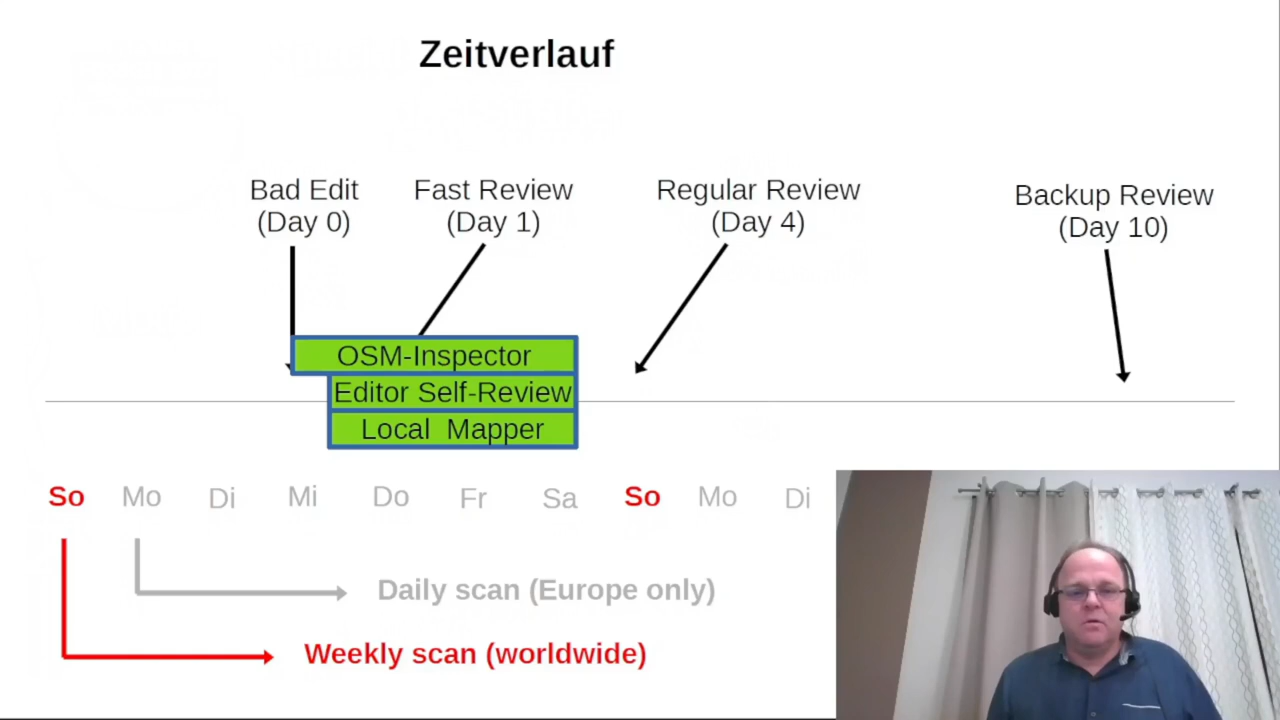 Zeitverlauf
Bad Edit
(Day 0)
Fast Review
(Day 1)
Regular Review
(Day 4)
Backup Review
(Day 10)
OSM-Inspector
Editor Self-Review
Local Mapper
So Mo Di Mi Do Fr Sa So Mo Di
Daily scan (Europe only)
Weekly scan (worldwide)